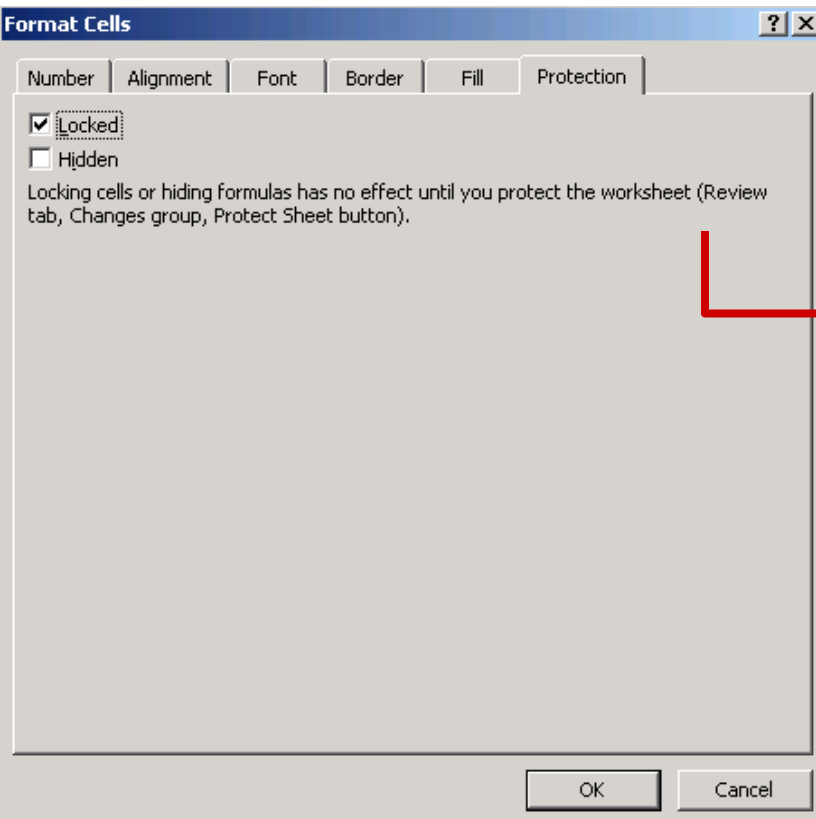 Format Cells
Number Alignment Font Border Fill Protection
Locked
Hidden
Locking cells or hiding formulas has no effect until you protect the worksheet (Review
tab, Changes group, Protect Sheet button).
OK Cancel